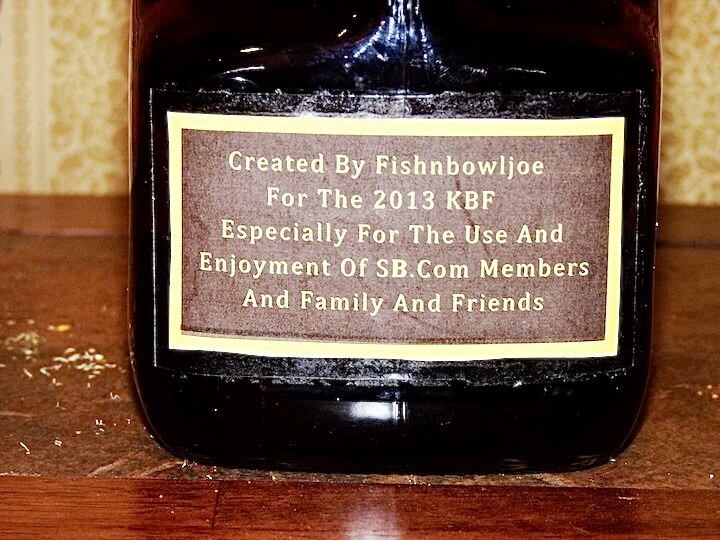 Created By Fishnbowljoe
For The 2013 KBF
Especially For The Use And
Enjoyment Of SB.Com Members
And Family And Friends